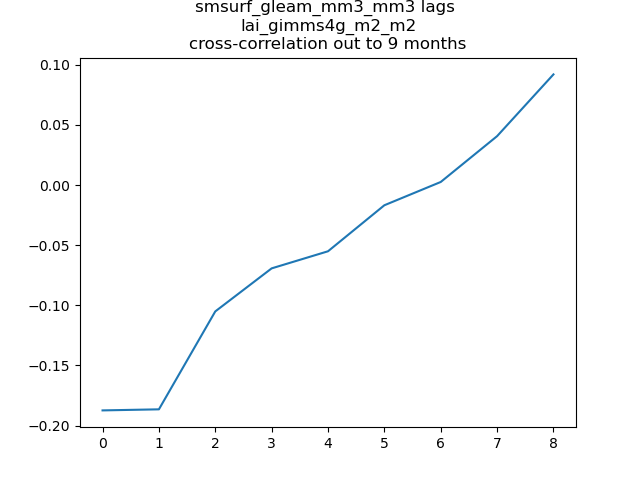 smsurf_gleam_mm3_mm3 lags
lai_gimms4g_m2_m2
cross-correlation out to 9 months
0.10
0.05
0.00
−0.05
−0.10
−0.15
−0.20
0 1 2 3 4 5 6 7 8